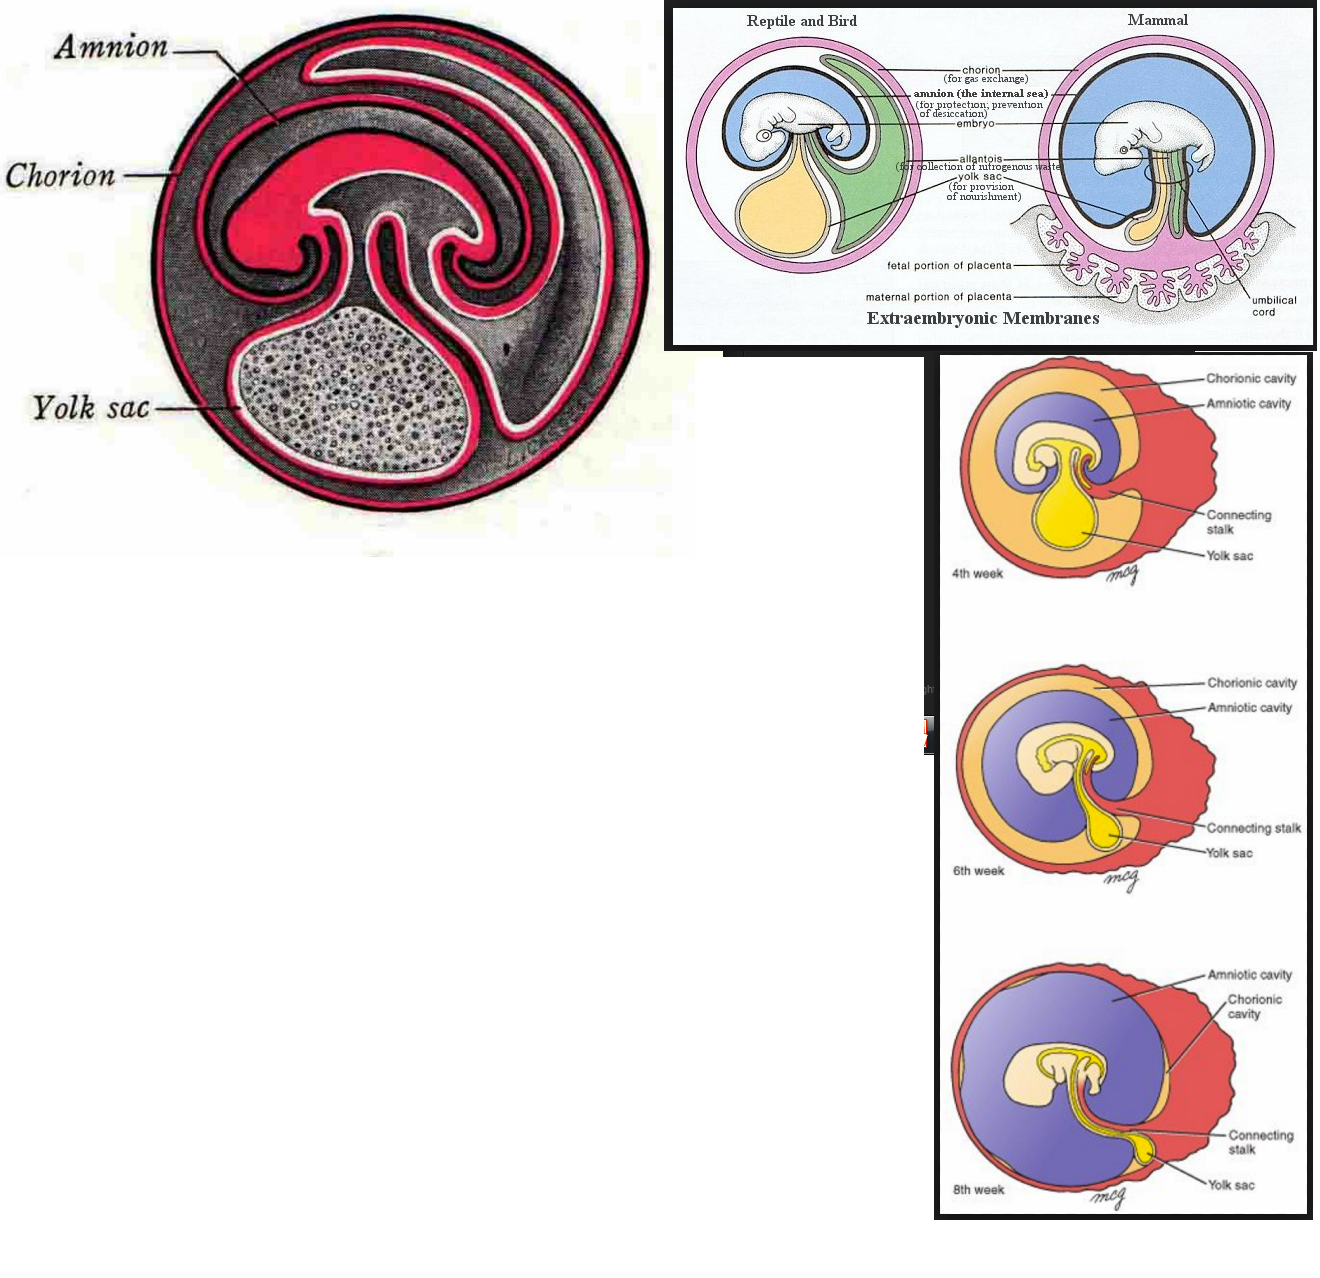 Amnion
Chorion
Yolk sac
Reptile and Bird
Mammal
chorion
(for gas exchange)
amnion (the internal sea)
(for protection; prevention
of desiccation)
embryo
allantois
(for collection of nitrogenous waste
yolk sac
(for provision
of nourishment)
fetal portion of placenta
maternal portion of placenta
umbilical
cord
Extraembryonic Membranes
Chorionic cavity
Amniotic cavity
Connecting
stalk
Yolk sac
4th week
mcg
Chorionic cavity
Amniotic cavity
Connecting stalk
Yolk sac
6th week
mcg
Amniotic cavity
Chorionic
cavity
Connecting
stalk
Yolk sac
8th week
mcg